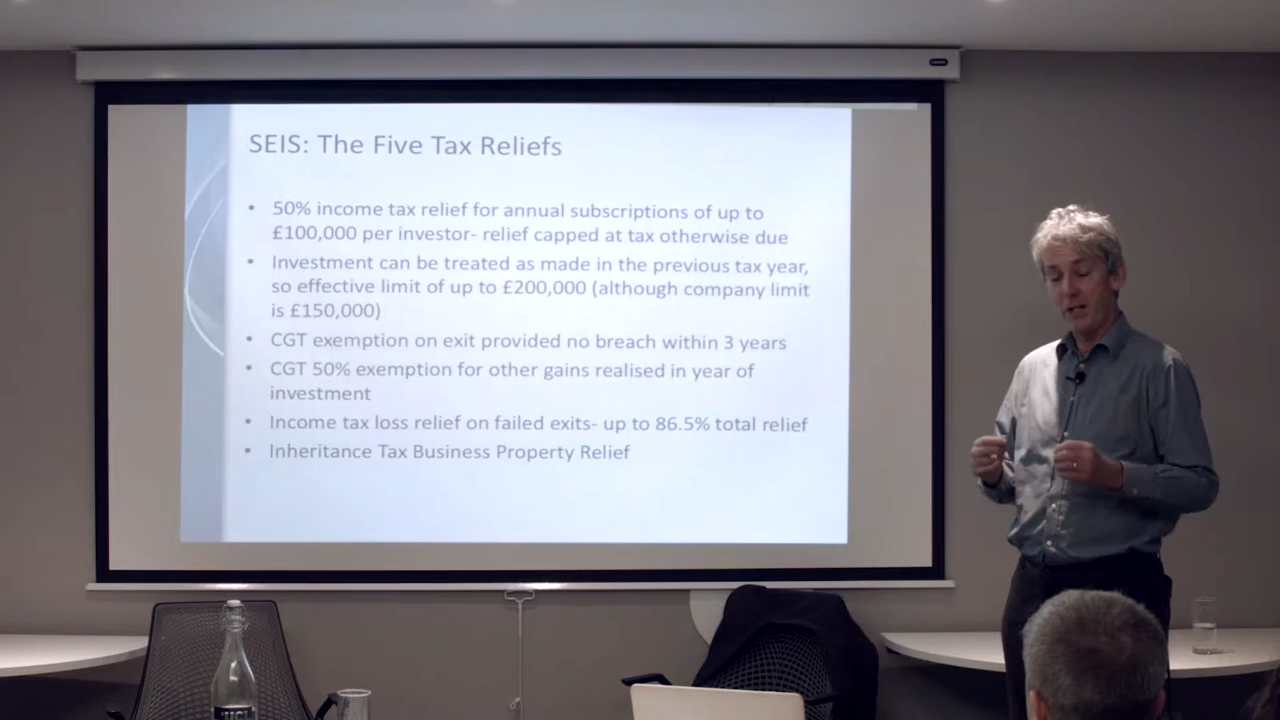 SEIS: The Five Tax Reliefs
• 50% income tax relief for annual subscriptions of up to
£100,000 per investor- relief capped at tax otherwise due
• Investment can be treated as made in the previous tax year,
so effective limit of up to £200,000 (although company limit
is £150,000)
• CGT exemption on exit provided no breach within 3 years
• CGT 50% exemption for other gains realised in year of
investment
• Income tax loss relief on failed exits- up to 86.5% total relief
• Inheritance Tax Business Property Relief